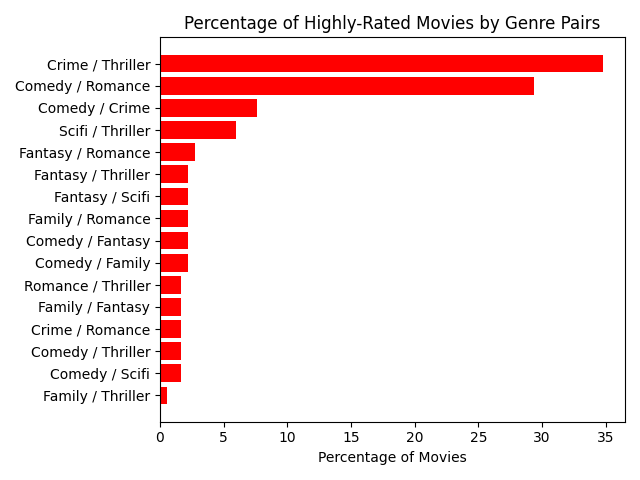 Percentage of Highly-Rated Movies by Genre Pairs
Crime / Thriller
Comedy / Romance
Comedy / Crime
Scifi / Thriller
Fantasy / Romance
Fantasy / Thriller
Fantasy / Scifi
Family / Romance
Comedy / Fantasy
Comedy / Family
Romance / Thriller
Family / Fantasy
Crime / Romance
Comedy / Thriller
Comedy / Scifi
Family / Thriller
0 5 10 15 20 25 30 35
Percentage of Movies